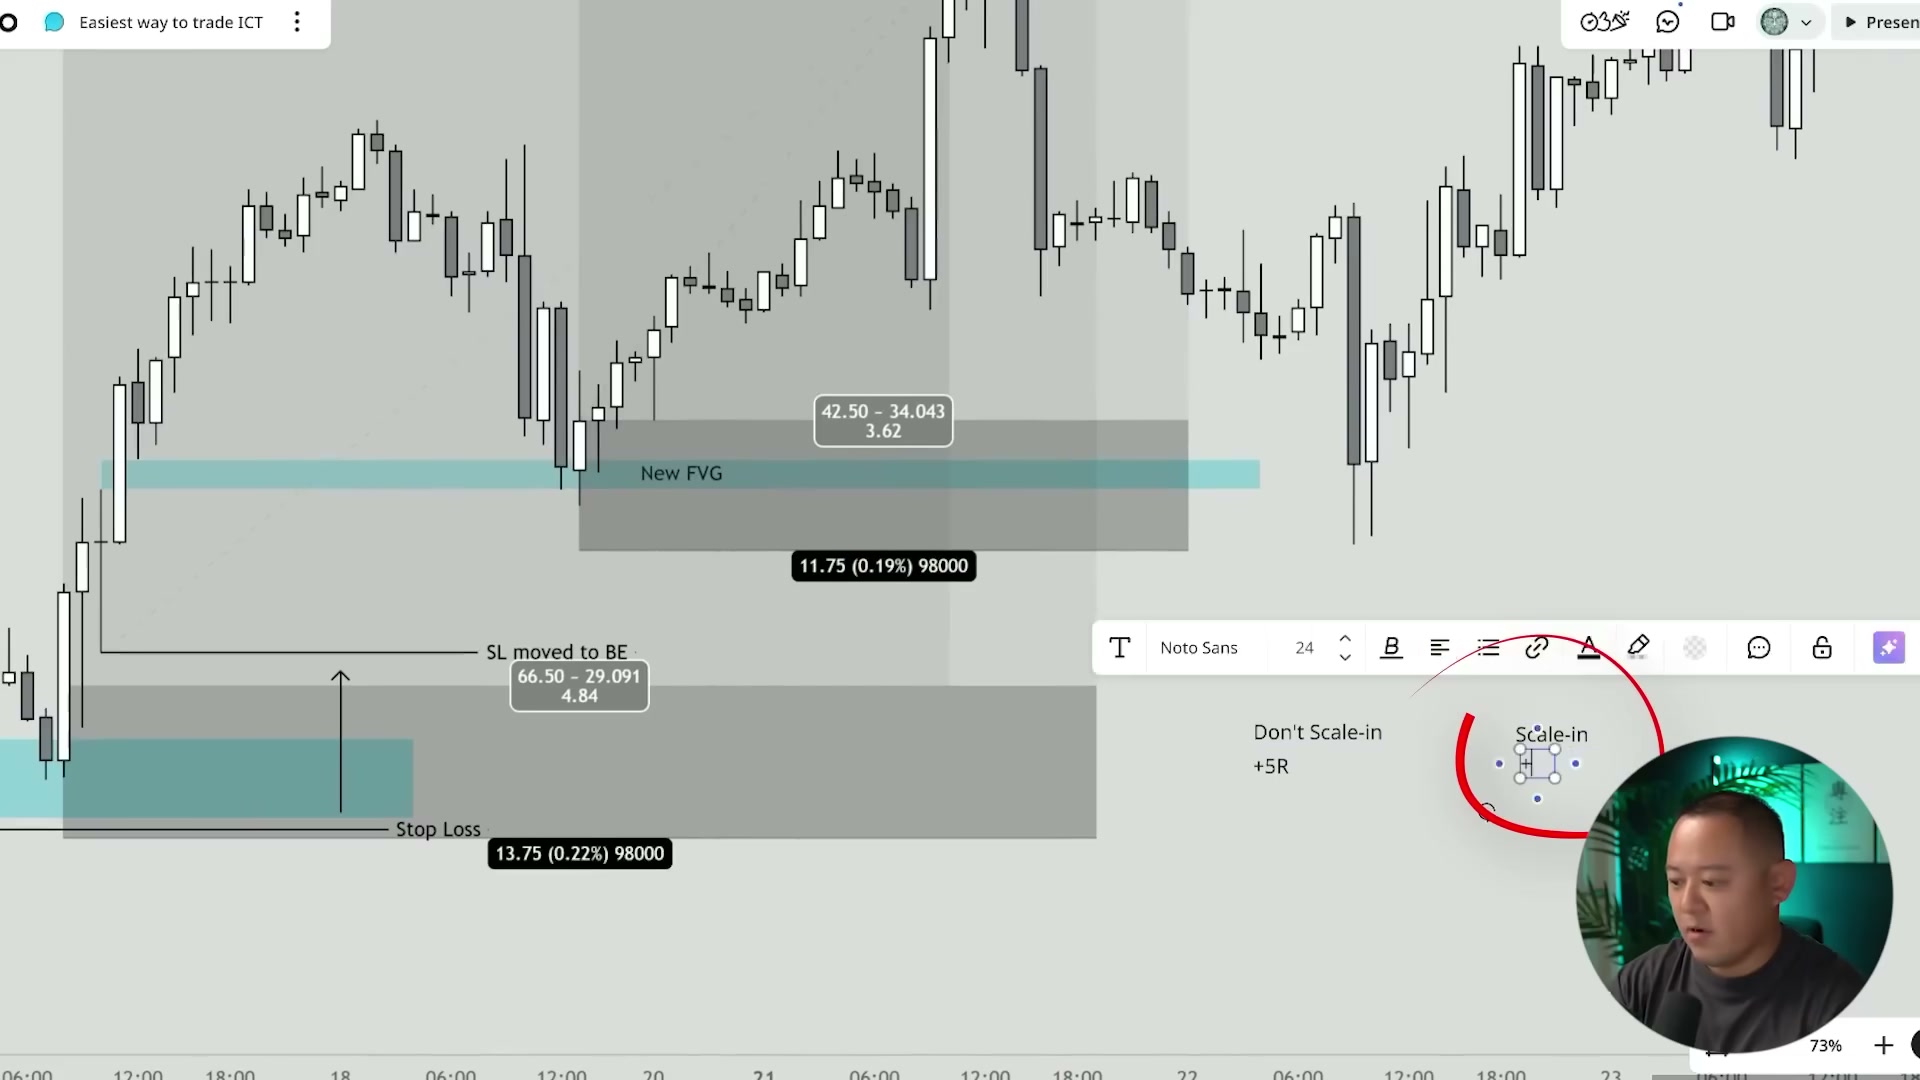 Easiest way to trade ICT
Presen
42.50 – 34.043
3.62
New FVG
11.75 (0.19%) 98000
SL moved to BE
66.50 – 29.091
4.84
Noto Sans
24
B
A
Don't Scale-in
Scale-in
+5R
+
Stop Loss
13.75 (0.22%) 98000
專
注
73%
06:00 12:00 18:00 18 06:00 12:00 20 21 06:00 12:00 18:00 22 06:00 12:00 18:00 23